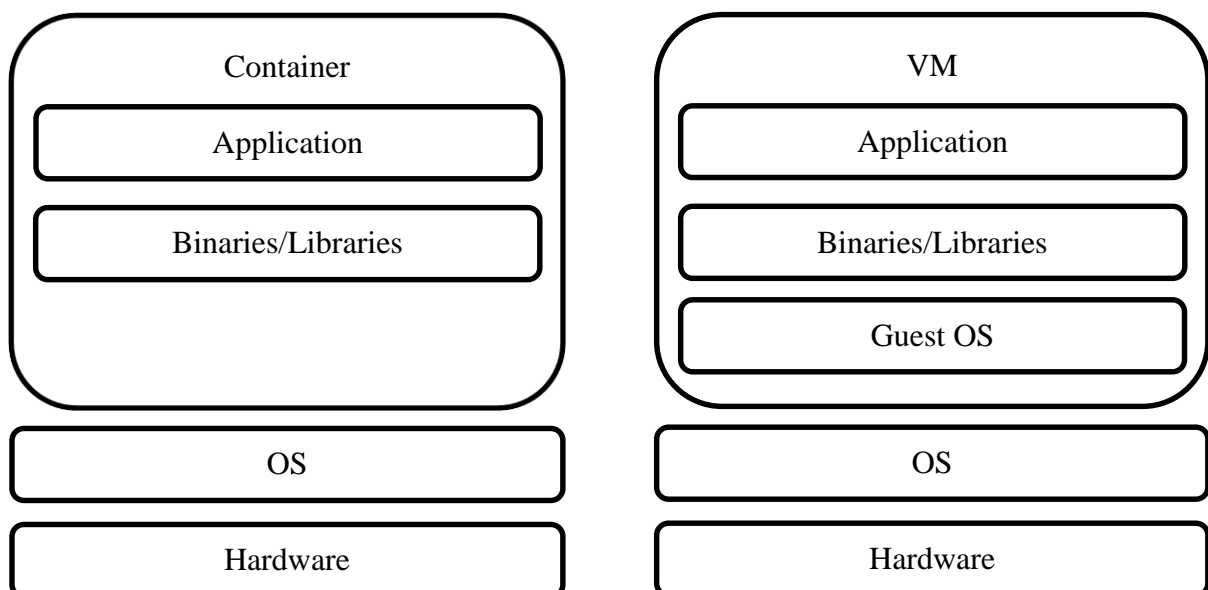 Container
Application
Binaries/Libraries
OS
Hardware
VM
Application
Binaries/Libraries
Guest OS
OS
Hardware